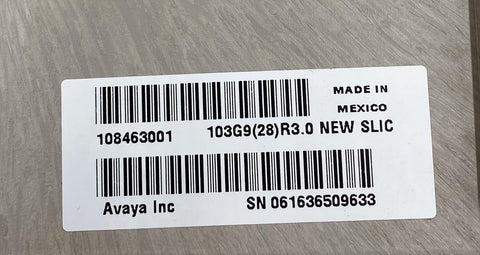 MADE IN
MEXICO
108463001 103G9(28)R3.0 NEW SLIC
Avaya Inc SN 061636509633